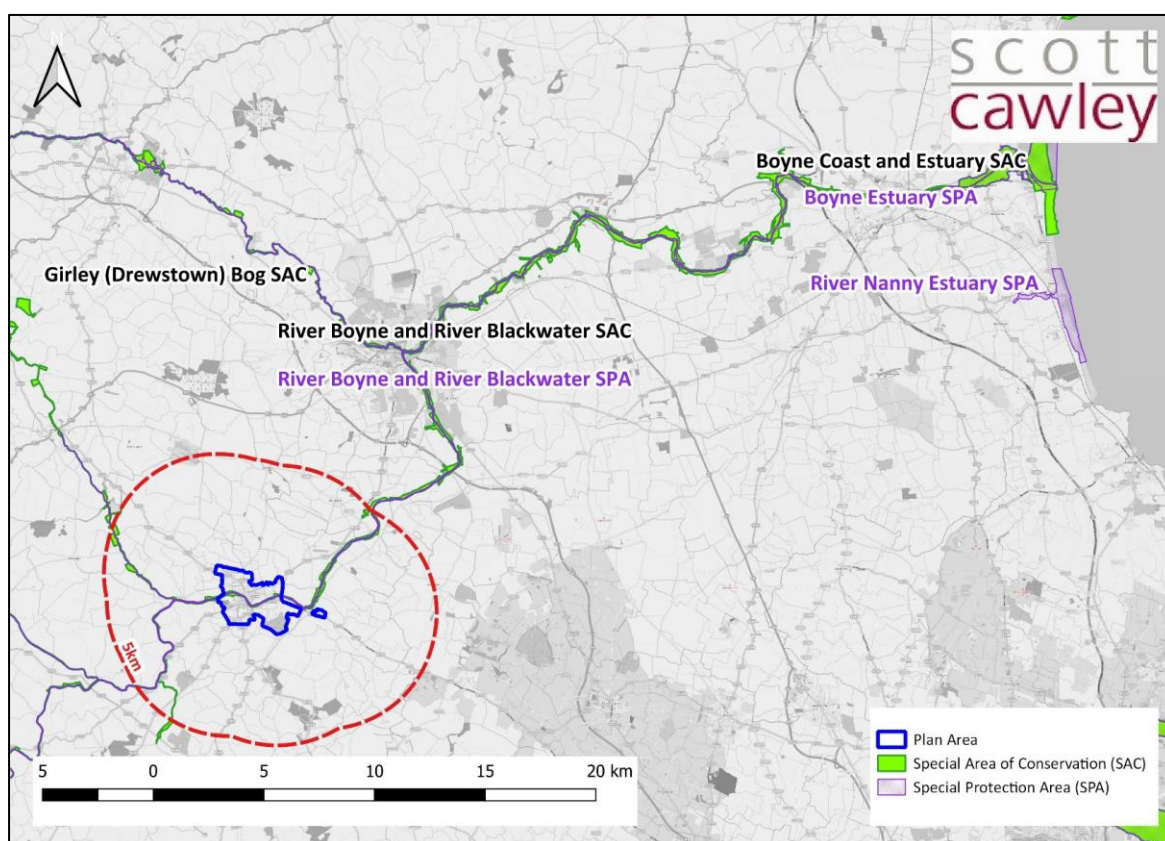 N
scott
cawley
Boyne Coast and Estuary SAC
Boyne Estuary SPA
Girley (Drewstown) Bog SAC
River Nanny Estuary SPA
River Boyne and River Blackwater SAC
River Boyne and River Blackwater SPA
5km
5 0 5 10 15 20 km
Plan Area
Special Area of Conservation (SAC)
Special Protection Area (SPA)